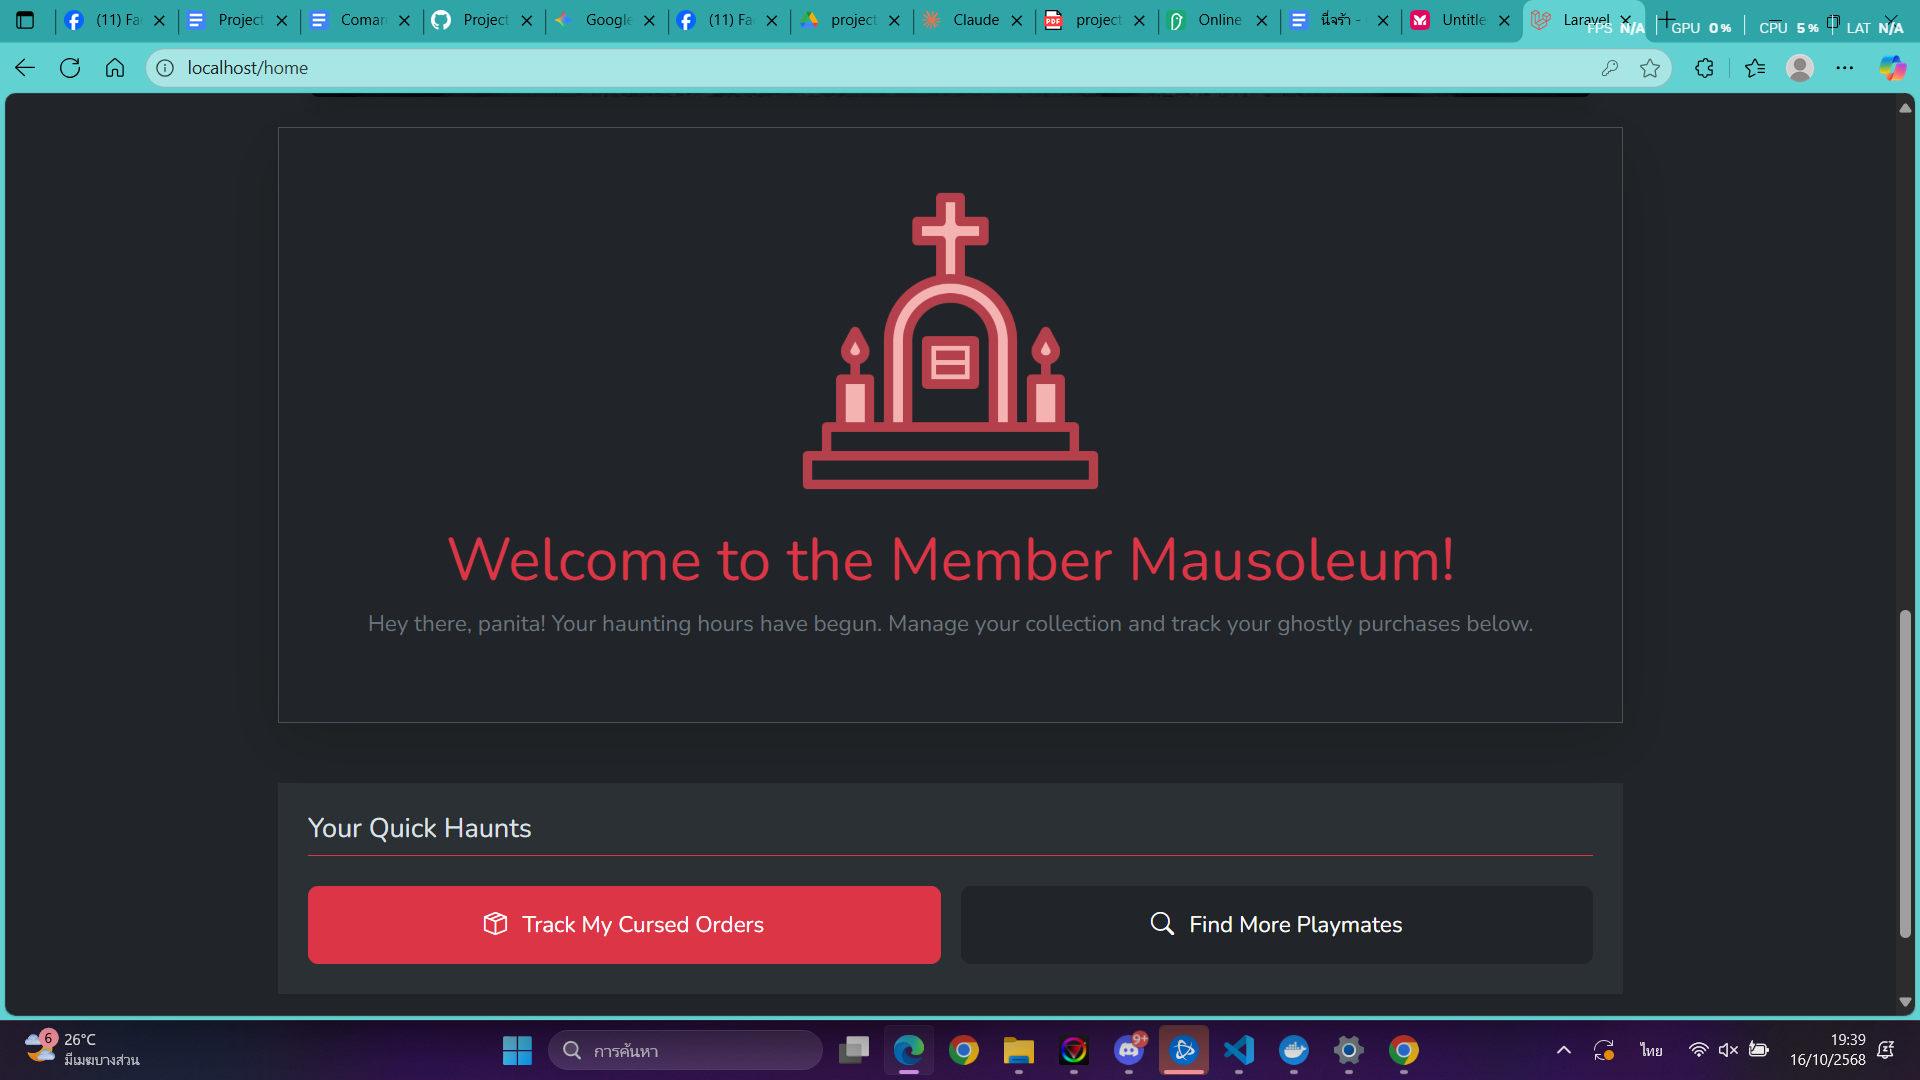 (11) Fa
Project
Comar
Project
Google
(11) Fa
project
Claude
project
Online
นี่จร้า -
Untitle
Laravel
FPS N/A GPU 0% CPU 5% LAT N/A
localhost/home
Welcome to the Member Mausoleum!
Hey there, panita! Your haunting hours have begun. Manage your collection and track your ghostly purchases below.
Your Quick Haunts
Track My Cursed Orders
Find More Playmates
6
26°C
มีเมฆบางส่วน
การค้นหา
9+
ไทย
19:39
16/10/2568